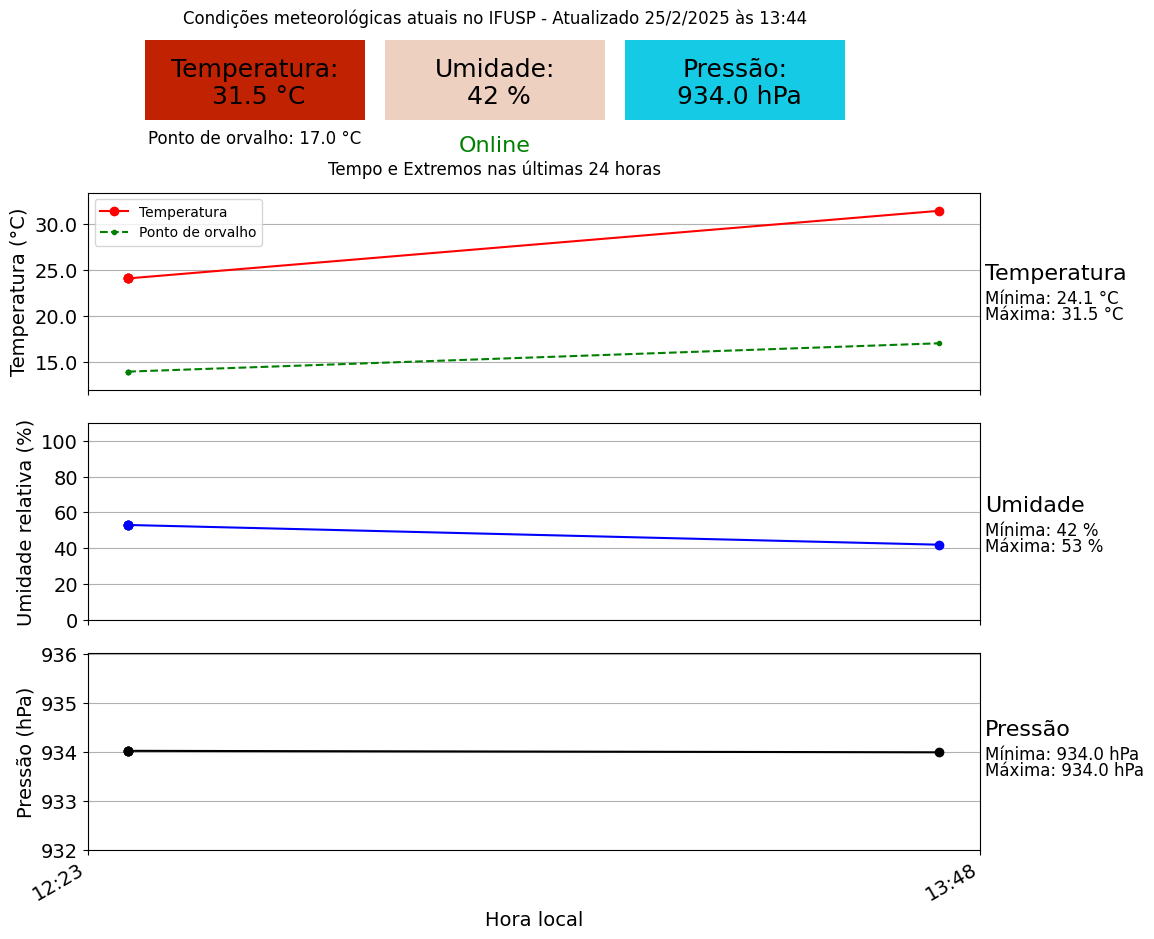 Condições meteorológicas atuais no IFUSP - Atualizado 25/2/2025 às 13:44
Temperatura:
31.5 °C
Umidade:
42 %
Pressão:
934.0 hPa
Ponto de orvalho: 17.0 °C
Online
Tempo e Extremos nas últimas 24 horas
Temperatura (°C)
30.0
25.0
20.0
15.0
Temperatura
Ponto de orvalho
Temperatura
Mínima: 24.1 °C
Máxima: 31.5 °C
Umidade relativa (%)
100
80
60
40
20
0
Umidade
Mínima: 42 %
Máxima: 53 %
Pressão (hPa)
936
935
934
933
932
Pressão
Mínima: 934.0 hPa
Máxima: 934.0 hPa
12:23
13:48
Hora local